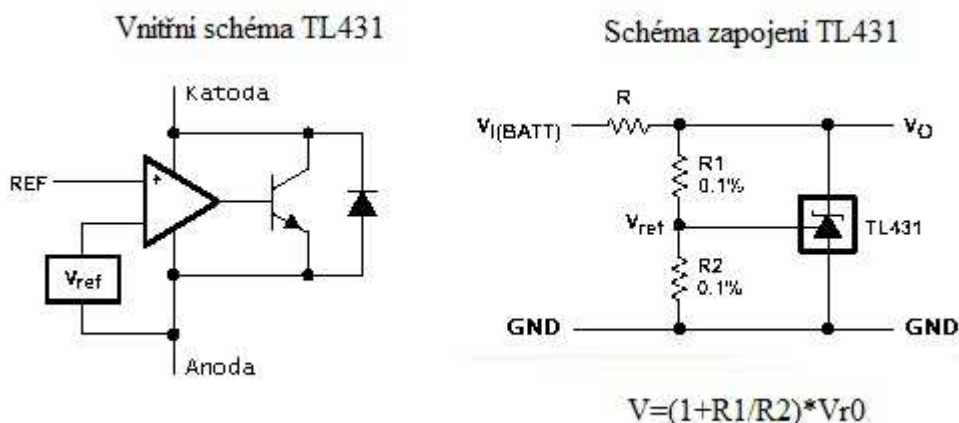 Vnitřní schéma TL431
Schéma zapojení TL431
Katoda
REF
+
Vref
Anoda
R
VI(BATT)
VO
R1
0.1%
Vref
TL431
R2
0.1%
GND
GND
V=(1+R1/R2)*Vr0